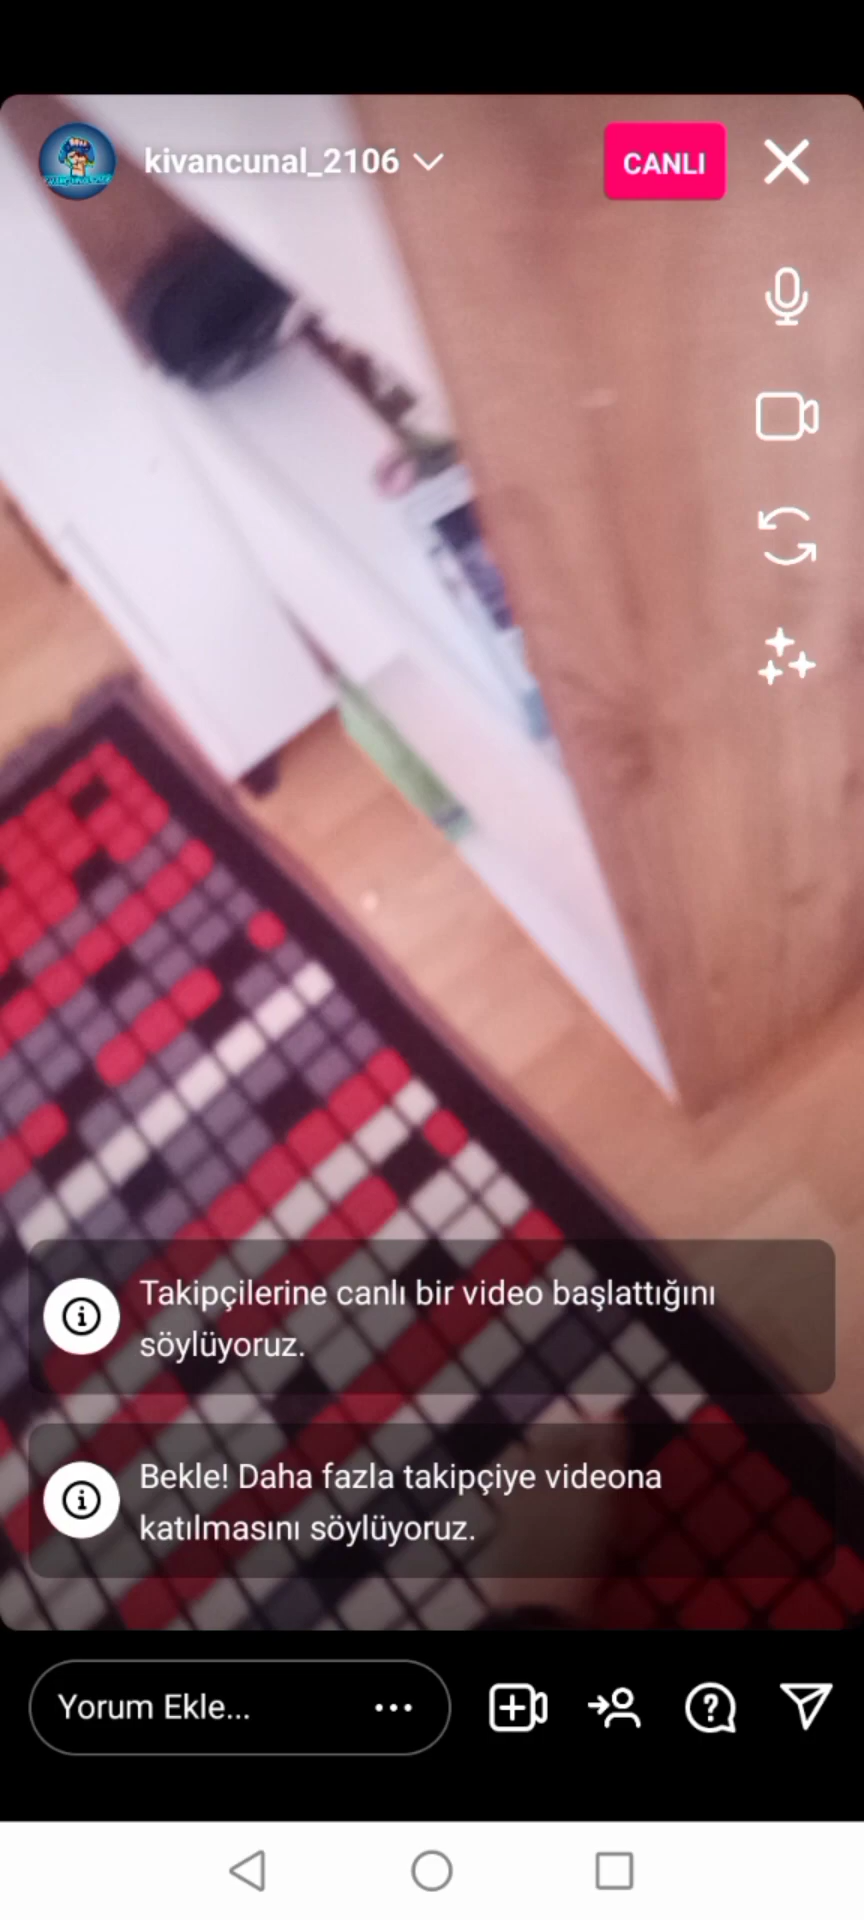 kivancunal_2106
CANLI
Takipçilerine canlı bir video başlattığını
söylüyoruz.
Bekle! Daha fazla takipçiye videona
katılmasını söylüyoruz.
Yorum Ekle...